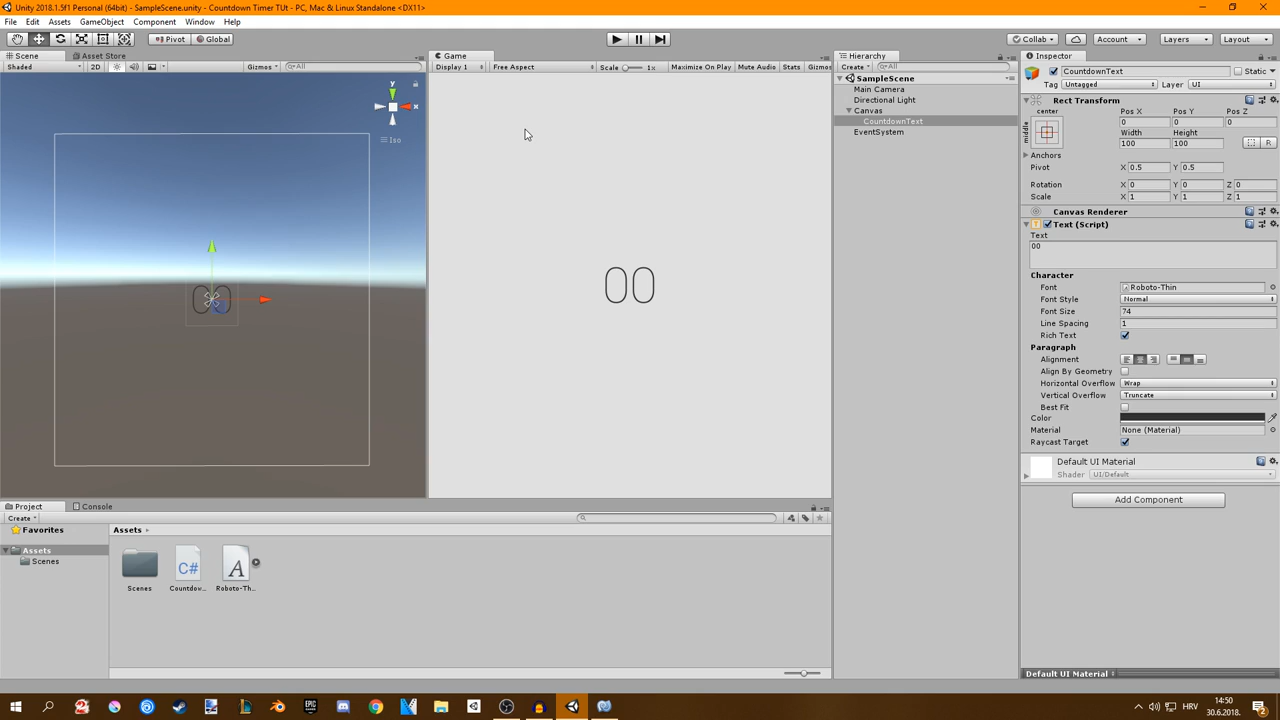 Unity 2018.1.5f1 Personal (64bit) - SampleScene.unity - Countdown Timer TUt - PC, Mac & Linux Standalone <DX11>
File Edit Assets GameObject Component Window Help
Pivot Global Collab Account Layers Layout
Scene Asset Store
Shaded 2D Gizmos All
y
x
Iso
Game
Display 1 Free Aspect Scale 1x Maximize On Play Mute Audio Stats Gizmos
00
00
Hierarchy
Create All
SampleScene
Main Camera
Directional Light
Canvas
CountdownText
EventSystem
Inspector
CountdownText Static
Tag Untagged Layer UI
Rect Transform
center Pos X Pos Y Pos Z
middle 0 0 0
Width Height
100 100 R
Anchors
Pivot X 0.5 Y 0.5
Rotation X 0 Y 0 Z 0
Scale X 1 Y 1 Z 1
Canvas Renderer
Text (Script)
Text
00
Character
Font Roboto-Thin
Font Style Normal
Font Size 74
Line Spacing 1
Rich Text
Paragraph
Alignment
Align By Geometry
Horizontal Overflow Wrap
Vertical Overflow Truncate
Best Fit
Color
Material None (Material)
Raycast Target
Default UI Material
Shader UI/Default
Add Component
Default UI Material
Project Console
Create
Favorites
Assets
Scenes
Assets
C# A
Scenes Countdow... Roboto-Th...
HRV 14:50
30.6.2018. 2